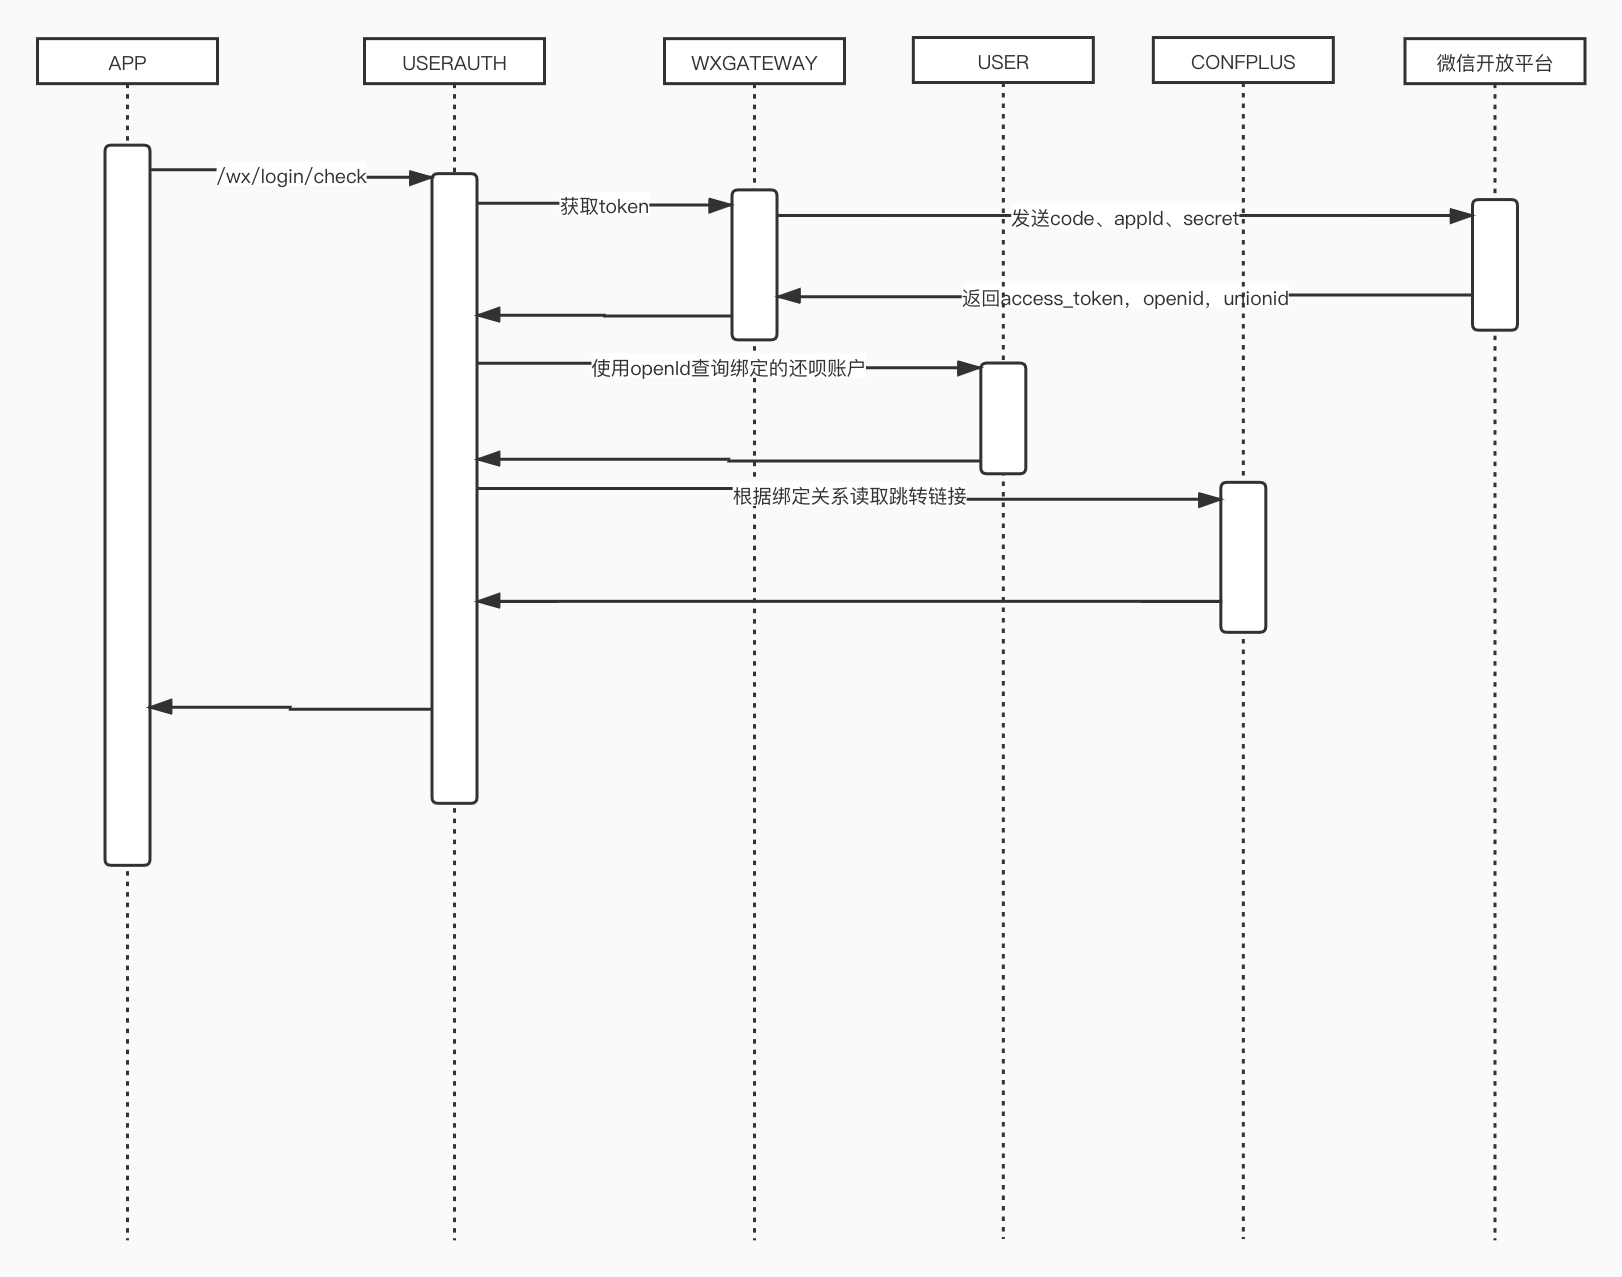 APP
USERAUTH
WXGATEWAY
USER
CONFPLUS
微信开放平台
/wx/login/check
获取token
发送code、appId、secret
返回access_token，openid，unionid
使用openId查询绑定的还呗账户
根据绑定关系读取跳转链接